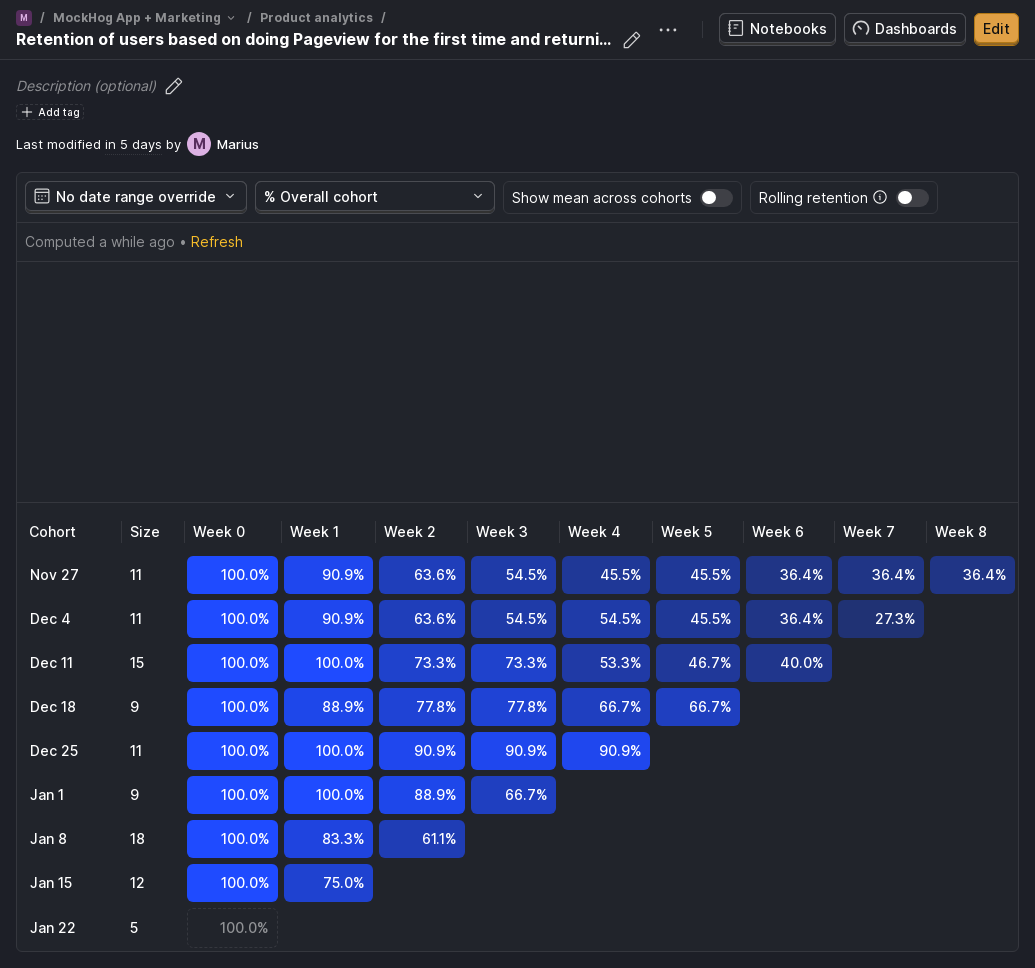 M / MockHog App + Marketing / Product analytics /
Retention of users based on doing Pageview for the first time and returni...
Notebooks Dashboards Edit
Description (optional)
Add tag
Last modified in 5 days by M Marius
No date range override % Overall cohort Show mean across cohorts Rolling retention
Computed a while ago • Refresh
Cohort Size Week 0 Week 1 Week 2 Week 3 Week 4 Week 5 Week 6 Week 7 Week 8
Nov 27 11 100.0% 90.9% 63.6% 54.5% 45.5% 45.5% 36.4% 36.4% 36.4%
Dec 4 11 100.0% 90.9% 63.6% 54.5% 54.5% 45.5% 36.4% 27.3%
Dec 11 15 100.0% 100.0% 73.3% 73.3% 53.3% 46.7% 40.0%
Dec 18 9 100.0% 88.9% 77.8% 77.8% 66.7% 66.7%
Dec 25 11 100.0% 100.0% 90.9% 90.9% 90.9%
Jan 1 9 100.0% 100.0% 88.9% 66.7%
Jan 8 18 100.0% 83.3% 61.1%
Jan 15 12 100.0% 75.0%
Jan 22 5 100.0%